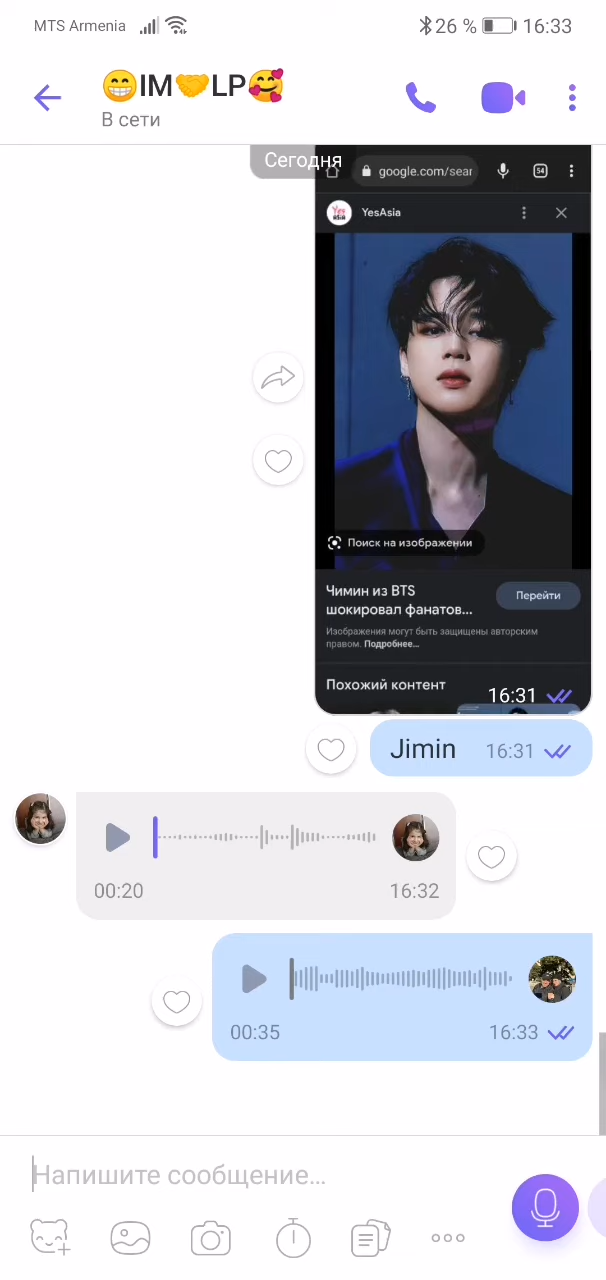 MTS Armenia
26 % 16:33
😁IM🤝LP🥰
В сети
Сегодня
google.com/sear
54
Yes Asia
YesAsia
Поиск на изображении
Чимин из BTS
шокировал фанатов...
Перейти
Изображения могут быть защищены авторским
правом. Подробнее...
Похожий контент
16:31
Jimin 16:31
00:20 16:32
00:35 16:33
Напишите сообщение...